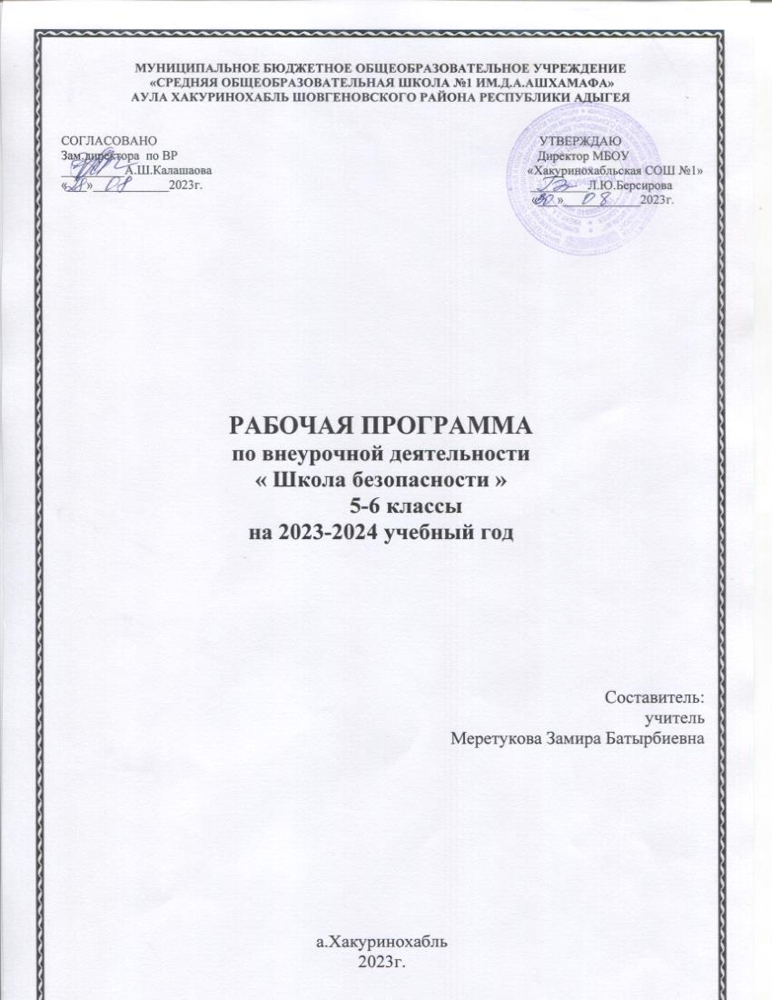 МУНИЦИПАЛЬНОЕ БЮДЖЕТНОЕ ОБЩЕОБРАЗОВАТЕЛЬНОЕ УЧРЕЖДЕНИЕ
«СРЕДНЯЯ ОБЩЕОБРАЗОВАТЕЛЬНАЯ ШКОЛА №1 ИМ.Д.А.АШХАМАФА»
АУЛА ХАКУРИНОХАБЛЬ ШОВГЕНОВСКОГО РАЙОНА РЕСПУБЛИКИ АДЫГЕЯ
СОГЛАСОВАНО
Зам.директора по ВР
А.Ш.Калашаова
«28» 08 2023г.
УТВЕРЖДАЮ
Директор МБОУ
«Хакуринохабльская СОШ №1»
Л.Ю.Берсирова
«30» 08 2023г.
РАБОЧАЯ ПРОГРАММА
по внеурочной деятельности
« Школа безопасности »
5-6 классы
на 2023-2024 учебный год
Составитель:
учитель
Меретукова Замира Батырбиевна
а.Хакуринохабль
2023г.